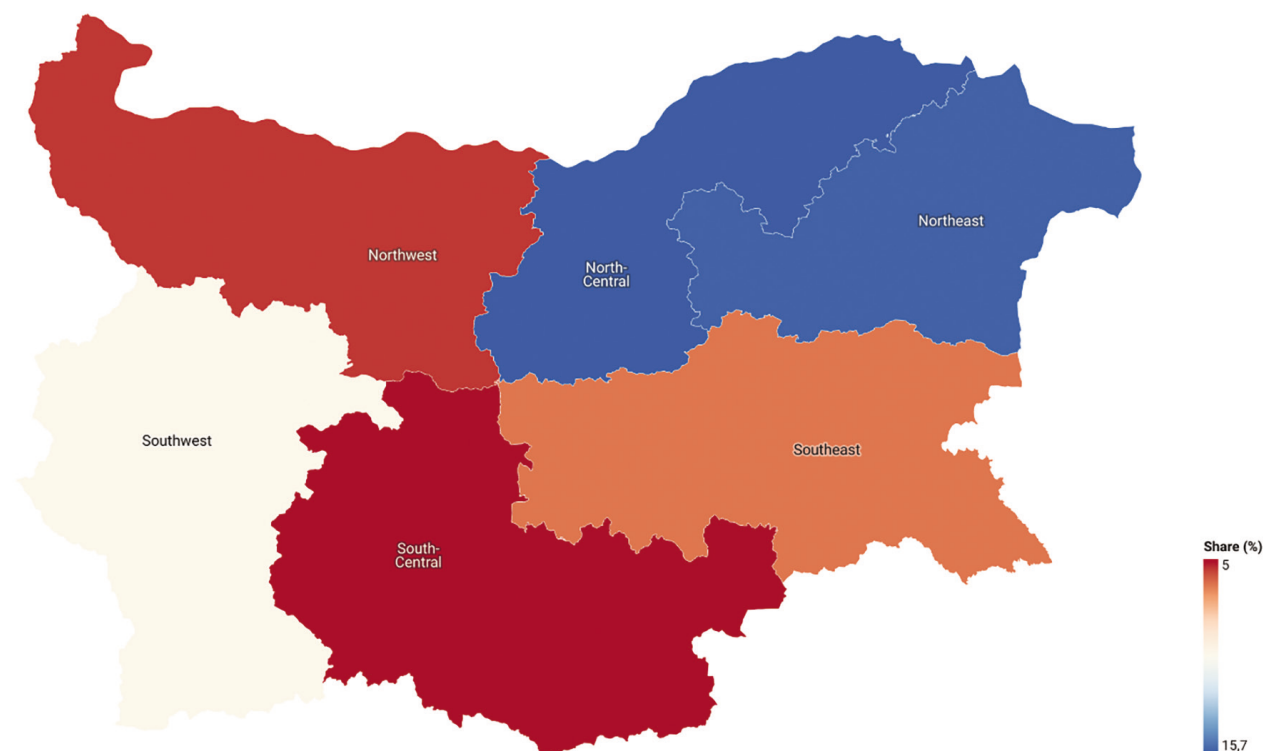 Northwest
Northeast
North-
Central
Southwest
Southeast
South-
Central
Share (%)
5
15,7